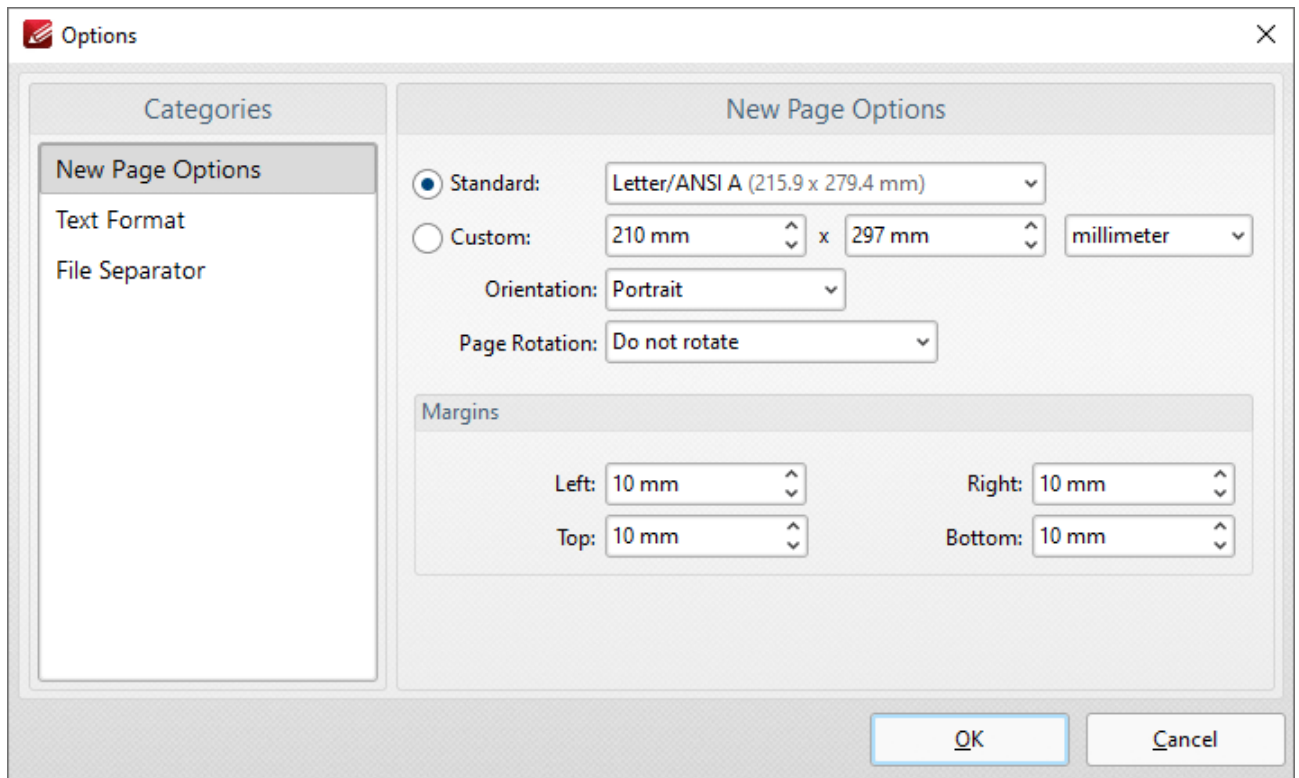 Options
Categories
New Page Options
Text Format
File Separator
New Page Options
Standard: Letter/ANSI A (215.9 x 279.4 mm)
Custom: 210 mm x 297 mm millimeter
Orientation: Portrait
Page Rotation: Do not rotate
Margins
Left: 10 mm Right: 10 mm
Top: 10 mm Bottom: 10 mm
OK Cancel